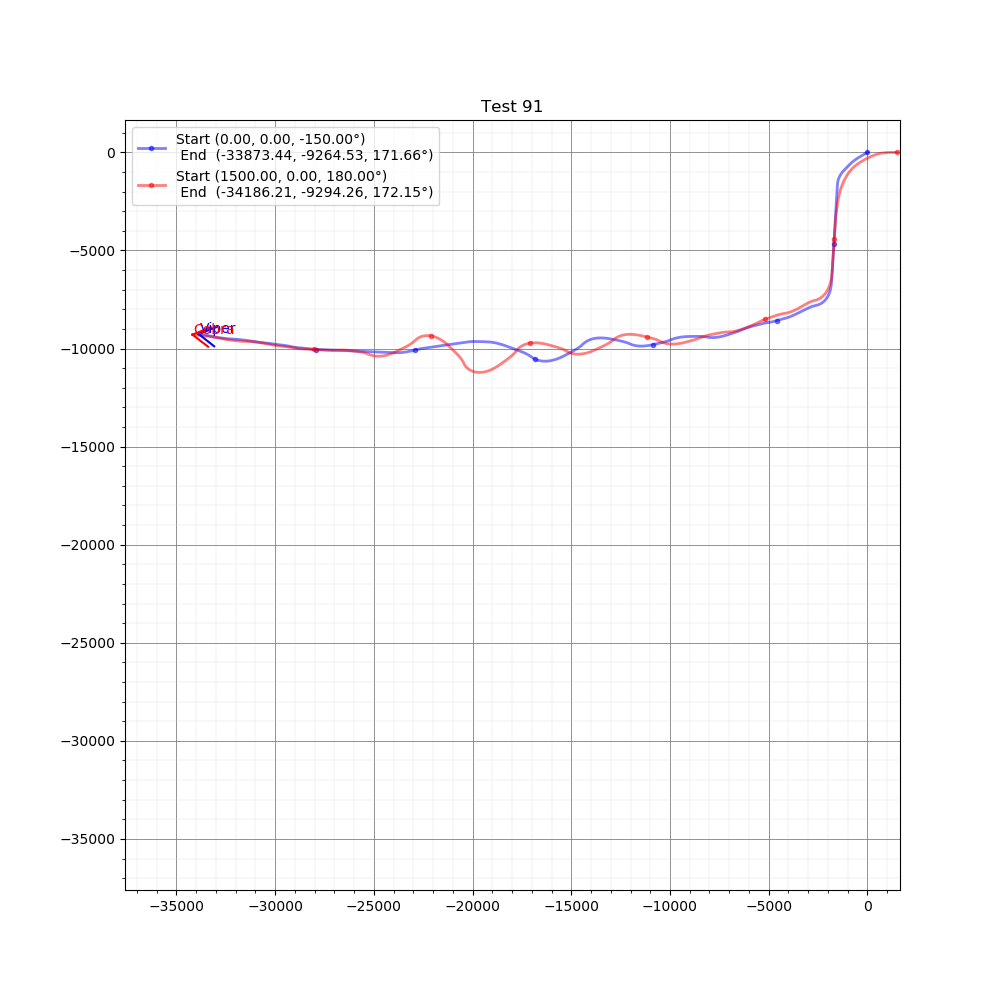 Test 91
Start (0.00, 0.00, -150.00°)
End (-33873.44, -9264.53, 171.66°)
Start (1500.00, 0.00, 180.00°)
End (-34186.21, -9294.26, 172.15°)
0
−5000
Viper
−10000
−15000
−20000
−25000
−30000
−35000
−35000 −30000 −25000 −20000 −15000 −10000 −5000 0